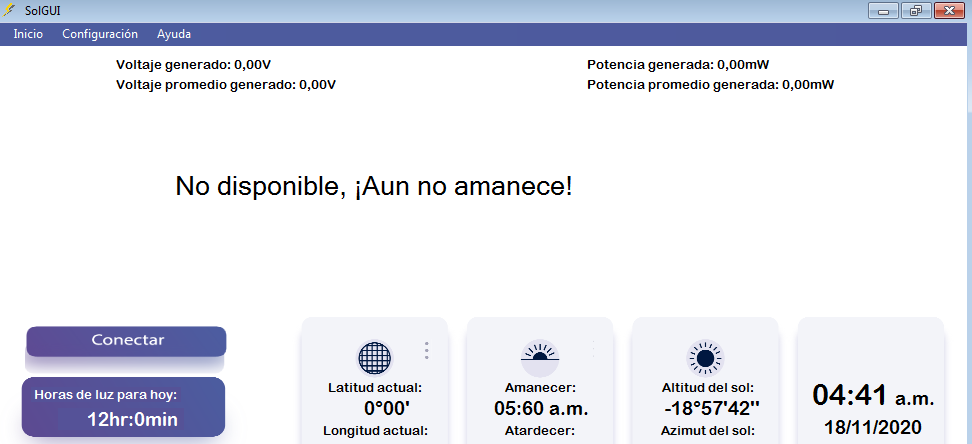 SolGUI
Inicio Configuración Ayuda
Voltaje generado: 0,00V
Voltaje promedio generado: 0,00V
Potencia generada: 0,00mW
Potencia promedio generada: 0,00mW
No disponible, ¡Aun no amanece!
Conectar
Horas de luz para hoy:
12hr:0min
Latitud actual:
0°00'
Longitud actual:
Amanecer:
05:60 a.m.
Atardecer:
Altitud del sol:
-18°57'42"
Azimut del sol:
04:41 a.m.
18/11/2020